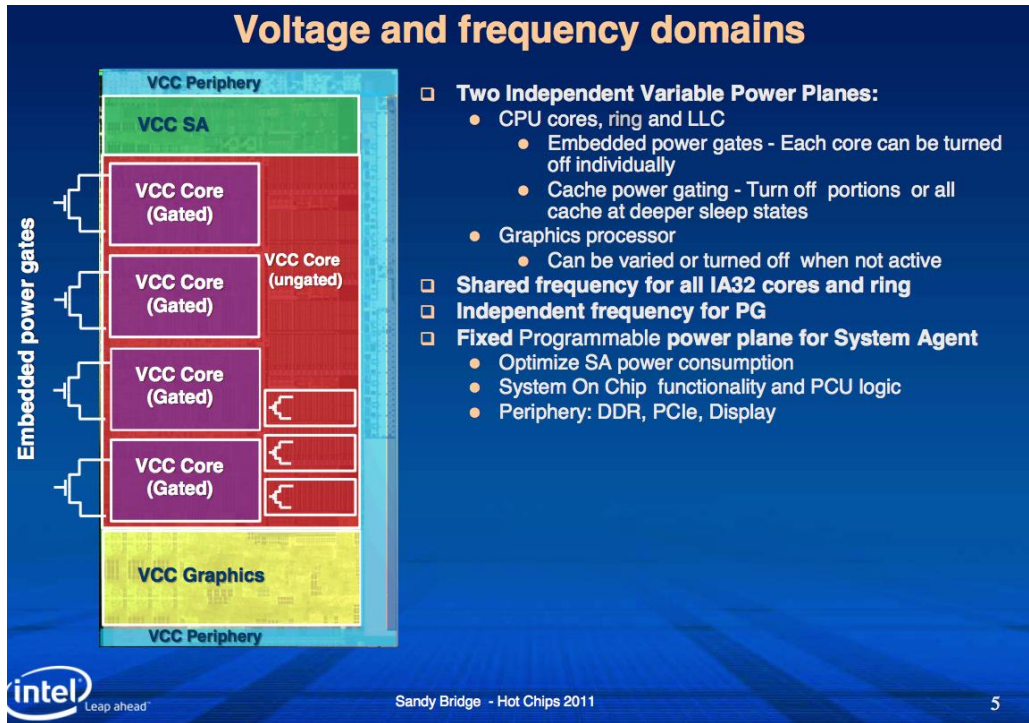 Voltage and frequency domains
VCC Periphery
VCC SA
VCC Core
(Gated)
VCC Core
(Gated)
VCC Core
(ungated)
VCC Core
(Gated)
VCC Core
(Gated)
VCC Graphics
VCC Periphery
Embedded power gates
Two Independent Variable Power Planes:
CPU cores, ring and LLC
Embedded power gates - Each core can be turned
off individually
Cache power gating - Turn off portions or all
cache at deeper sleep states
Graphics processor
Can be varied or turned off when not active
Shared frequency for all IA32 cores and ring
Independent frequency for PG
Fixed Programmable power plane for System Agent
Optimize SA power consumption
System On Chip functionality and PCU logic
Periphery: DDR, PCIe, Display
intel
Leap ahead™
Sandy Bridge - Hot Chips 2011
5